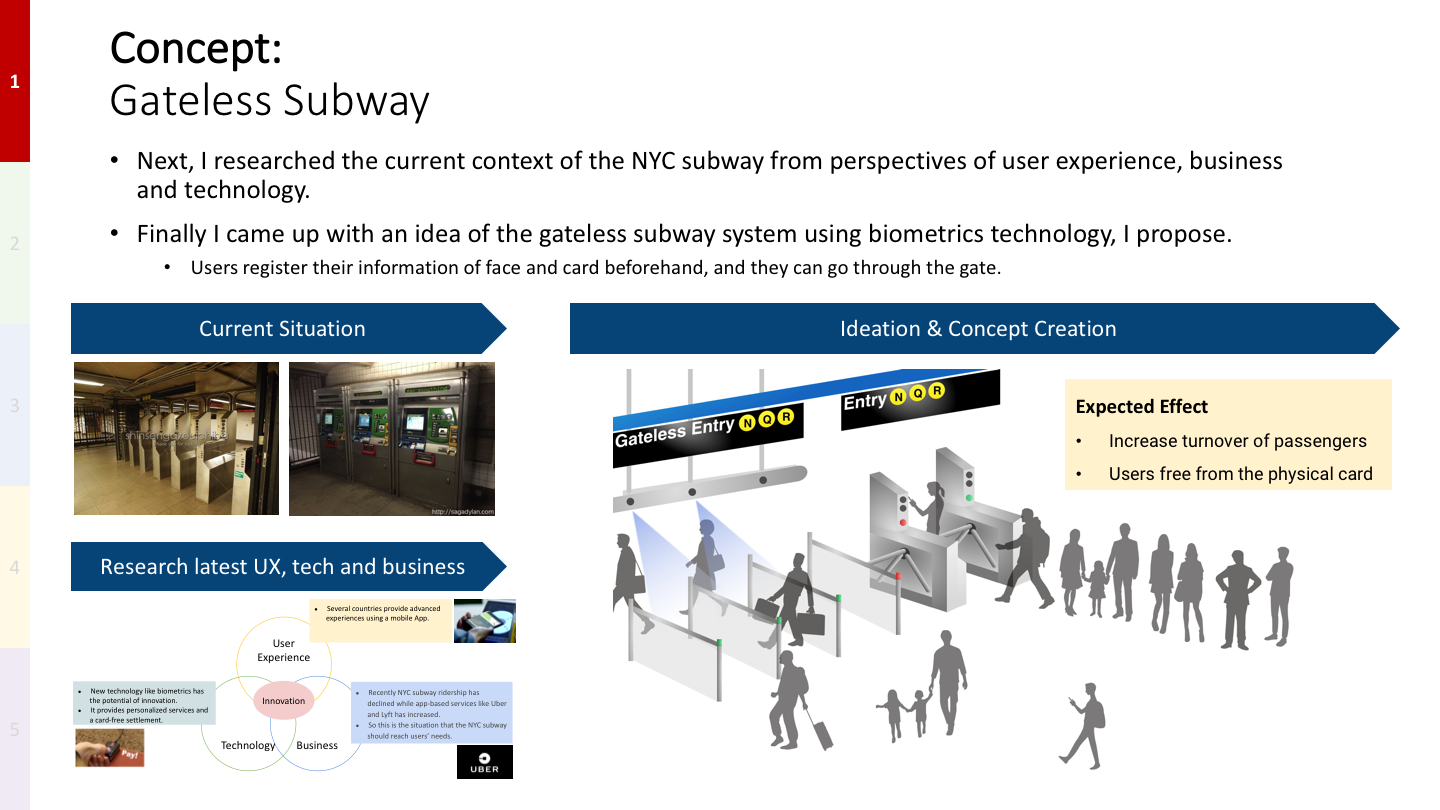 1
2
3
4
5
Concept:
Gateless Subway
• Next, I researched the current context of the NYC subway from perspectives of user experience, business
and technology.
• Finally I came up with an idea of the gateless subway system using biometrics technology, I propose.
• Users register their information of face and card beforehand, and they can go through the gate.
Current Situation
http://sagadylan.com
Research latest UX, tech and business
• Several countries provide advanced
experiences using a mobile App.
User
Experience
• New technology like biometrics has
the potential of innovation.
• It provides personalized services and
a card-free settlement.
Innovation
• Recently NYC subway ridership has
declined while app-based services like Uber
and Lyft has increased.
• So this is the situation that the NYC subway
should reach users' needs.
Technology
Business
Pay!
UBER
Ideation & Concept Creation
Gateless Entry N Q R
Entry N Q R
Expected Effect
• Increase turnover of passengers
• Users free from the physical card